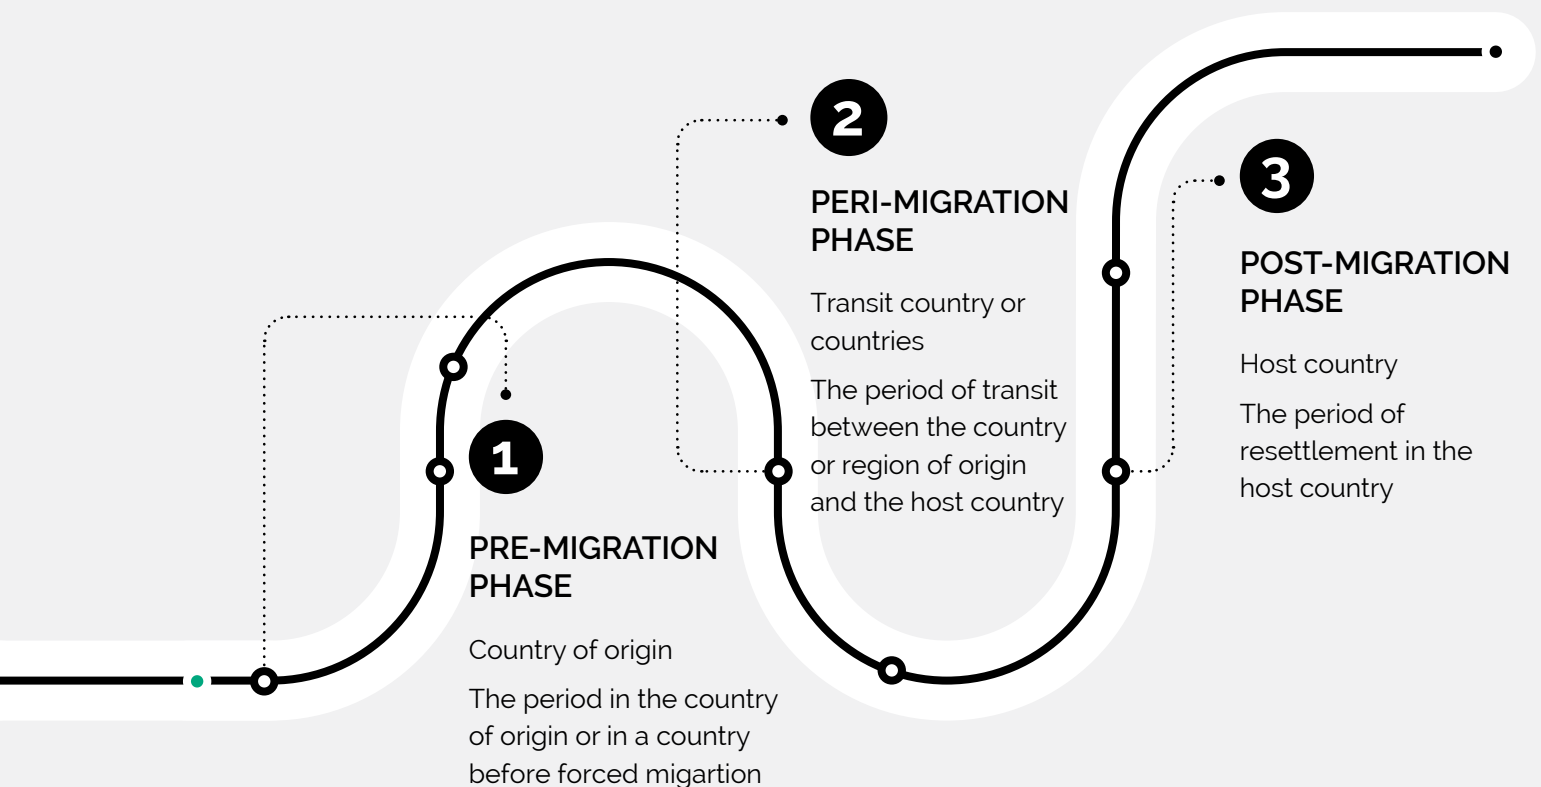 1
PRE-MIGRATION
PHASE
Country of origin
The period in the country
of origin or in a country
before forced migartion
2
PERI-MIGRATION
PHASE
Transit country or
countries
The period of transit
between the country
or region of origin
and the host country
3
POST-MIGRATION
PHASE
Host country
The period of
resettlement in the
host country